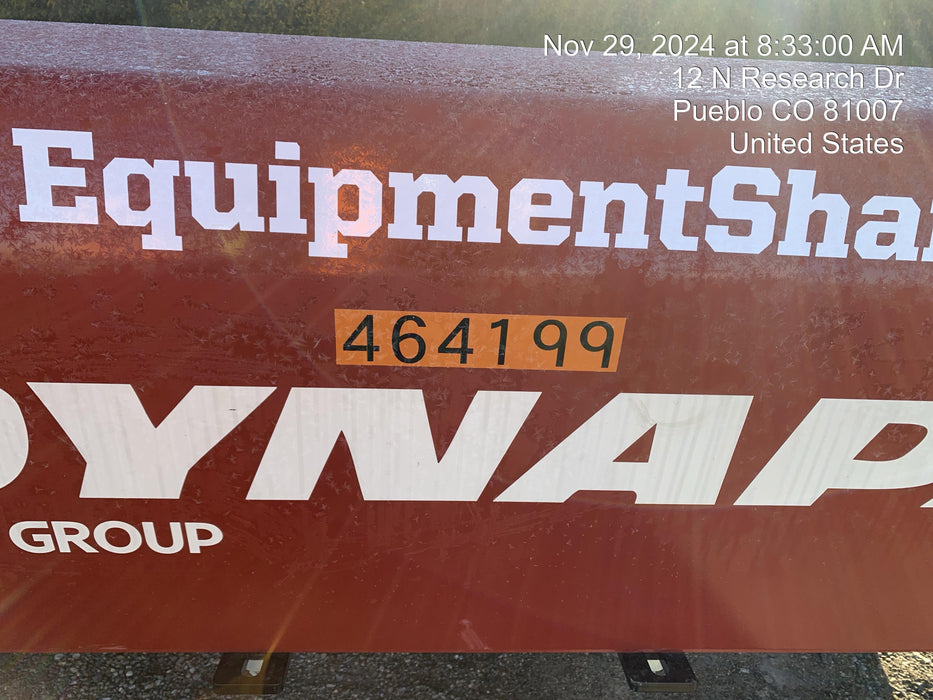 Nov 29, 2024 at 8:33:00 AM
12 N Research Dr
Pueblo CO 81007
United States
EquipmentSha
464199
DYNAPA
GROUP